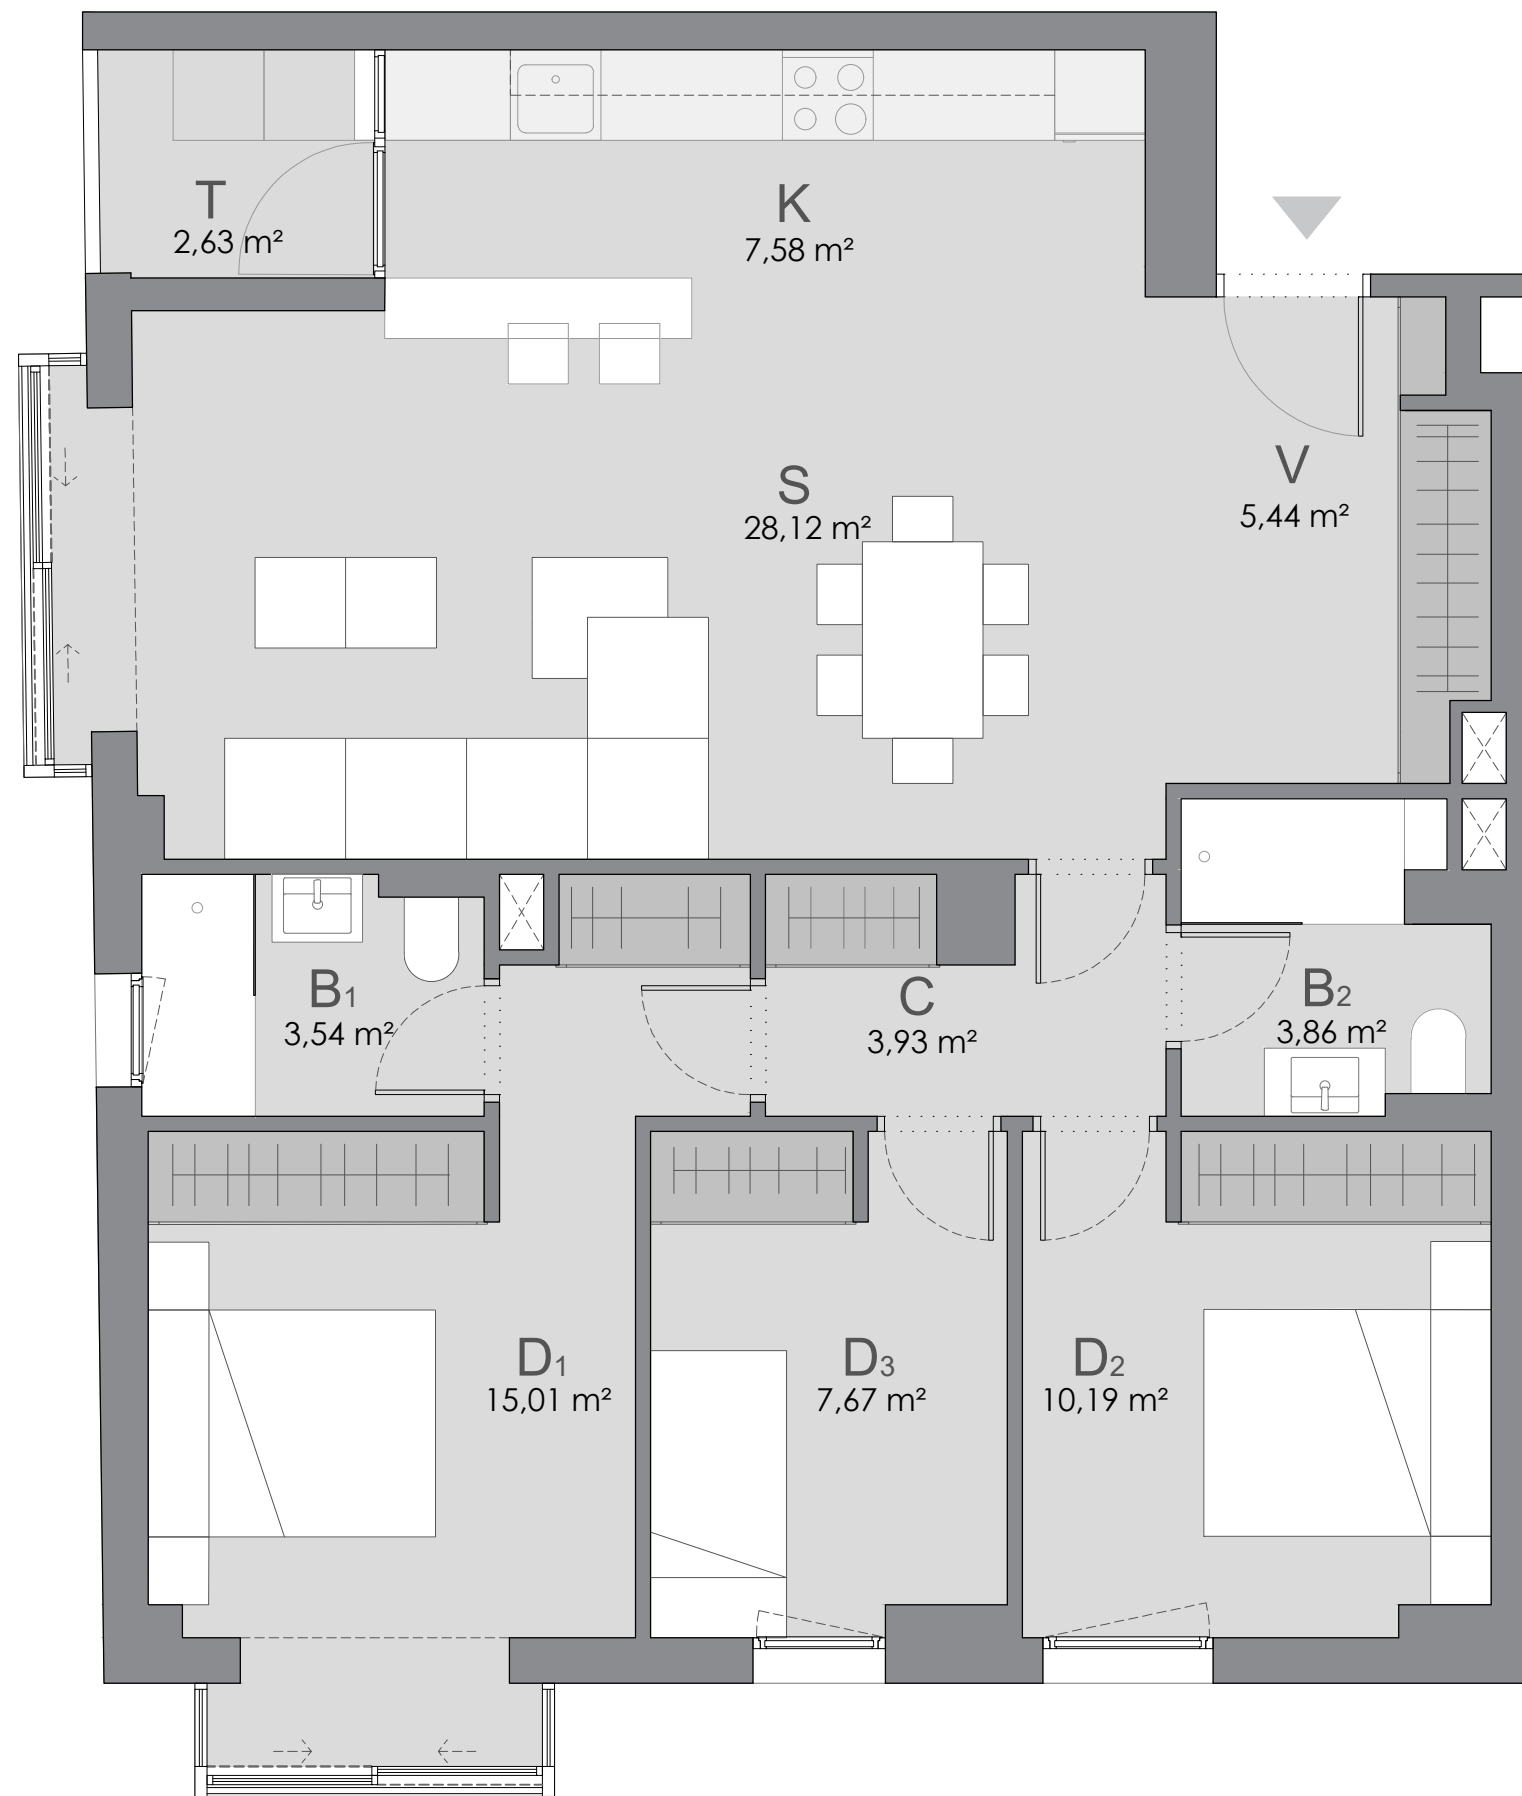 T
2,63 m²
K
7,58 m²
S
28,12 m²
V
5,44 m²
B1
3,54 m²
C
3,93 m²
B2
3,86 m²
D1
15,01 m²
D3
7,67 m²
D2
10,19 m²